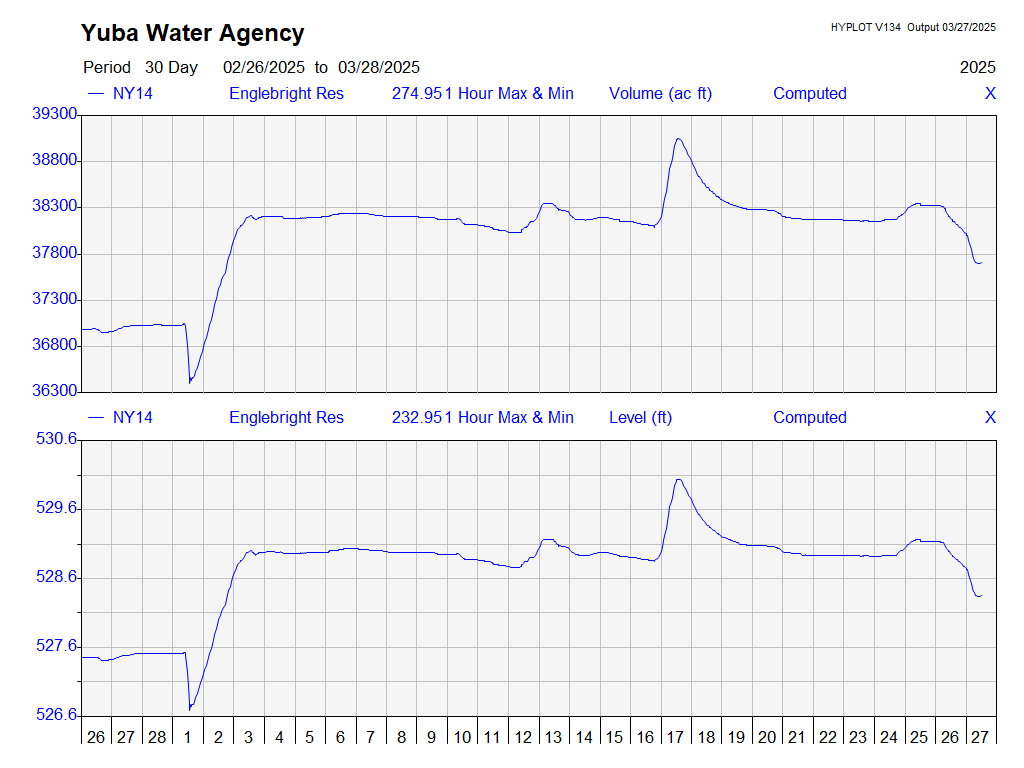 Yuba Water Agency HYPLOT V134 Output 03/27/2025
Period 30 Day 02/26/2025 to 03/28/2025 2025
NY14 Englebright Res 274.951 Hour Max & Min Volume (ac ft) Computed X
39300
38800
38300
37800
37300
36800
36300
NY14 Englebright Res 232.951 Hour Max & Min Level (ft) Computed X
530.6
529.6
528.6
527.6
526.6
26 27 28 1 2 3 4 5 6 7 8 9 10 11 12 13 14 15 16 17 18 19 20 21 22 23 24 25 26 27